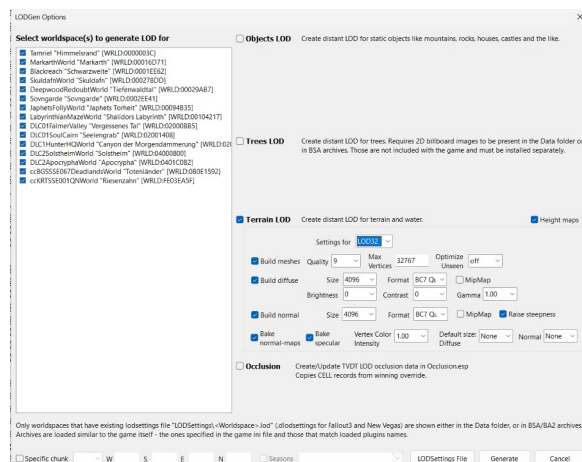 LODGen Options
Select worldspace(s) to generate LOD for
Tamriel "Himmelsrand" [WRLD:0000003C]
MarkarthWorld "Markarth" [WRLD:00016D71]
Blackreach "Schwarzweite" [WRLD:0001EE62]
SkuldafnWorld "Skuldafn" [WRLD:000278DD]
DeepwoodRedoubtWorld "Tiefenwaldtal" [WRLD:00029AB7]
Sovngarde "Sovngarde" [WRLD:0002EE41]
JaphetsFollyWorld "Japhets Torheit" [WRLD:00094B35]
LabyrinthianMazeWorld "Shalidors Labyrinth" [WRLD:00104217]
DLC01FalmerValley "Vergessenes Tal" [WRLD:02000BB5]
DLC01SoulCairn "Seelengrab" [WRLD:02001408]
DLC1HunterHQWorld "Canyon der Morgendämmerung" [WRLD:020
DLC2SolstheimWorld "Solstheim" [WRLD:04000800]
DLC2ApocryphaWorld "Apocrypha" [WRLD:0401C0B2]
ccBGSSSE067DeadlandsWorld "Totenländer" [WRLD:0B0E1592]
ccKRTSSE001QNWorld "Riesenzahn" [WRLD:FE03EA5F]
Objects LOD Create distant LOD for static objects like mountains, rocks, houses, castles and the like.
Trees LOD Create distant LOD for trees. Requires 2D billboard images to be present in the Data folder or
in BSA archives. Those are not included with the game and must be installed separately.
Terrain LOD Create distant LOD for terrain and water. Height maps
Settings for LOD32
Build meshes Quality 9 Max Vertices 32767 Optimize Unseen off
Build diffuse Size 4096 Format BC7 Qu MipMap
Brightness 0 Contrast 0 Gamma 1.00
Build normal Size 4096 Format BC7 Qu MipMap Raise steepness
Bake normal-maps Bake specular Vertex Color Intensity 1.00 Default size: Diffuse None Normal None
Occlusion Create/Update TVDT LOD occlusion data in Occlusion.esp
Copies CELL records from winning override.
Only worldspaces that have existing lodsettings file "LODSettings\<Worldspace>.lod" (.dlodsettings for Fallout3 and New Vegas) are shown either in the Data folder, or in BSA/BA2 archives.
Archives are loaded similar to the game itself - the ones specified in the game ini file and those that match loaded plugins names.
Specific chunk W S E N Seasons LODSettings File Generate Cancel